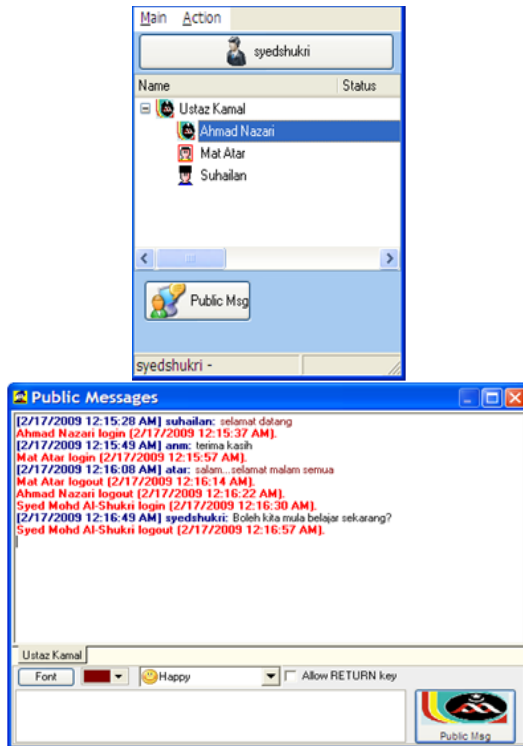 Main Action
syedshukri
Name Status
Ustaz Kamal
Ahmad Nazari
Mat Atar
Suhailan
Public Msg
syedshukri -
Public Messages
[2/17/2009 12:15:28 AM] suhailan: selamat datang
Ahmad Nazari login (2/17/2009 12:15:37 AM).
[2/17/2009 12:15:49 AM] anm: terima kasih
Mat Atar login (2/17/2009 12:15:57 AM).
[2/17/2009 12:16:08 AM] atar: salam...selamat malam semua
Mat Atar logout (2/17/2009 12:16:14 AM).
Ahmad Nazari logout (2/17/2009 12:16:22 AM).
Syed Mohd Al-Shukri login (2/17/2009 12:16:30 AM).
[2/17/2009 12:16:49 AM] syedshukri: Boleh kita mula belajar sekarang?
Syed Mohd Al-Shukri logout (2/17/2009 12:16:57 AM).
Ustaz Kamal
Font Happy Allow RETURN key
Public Msg